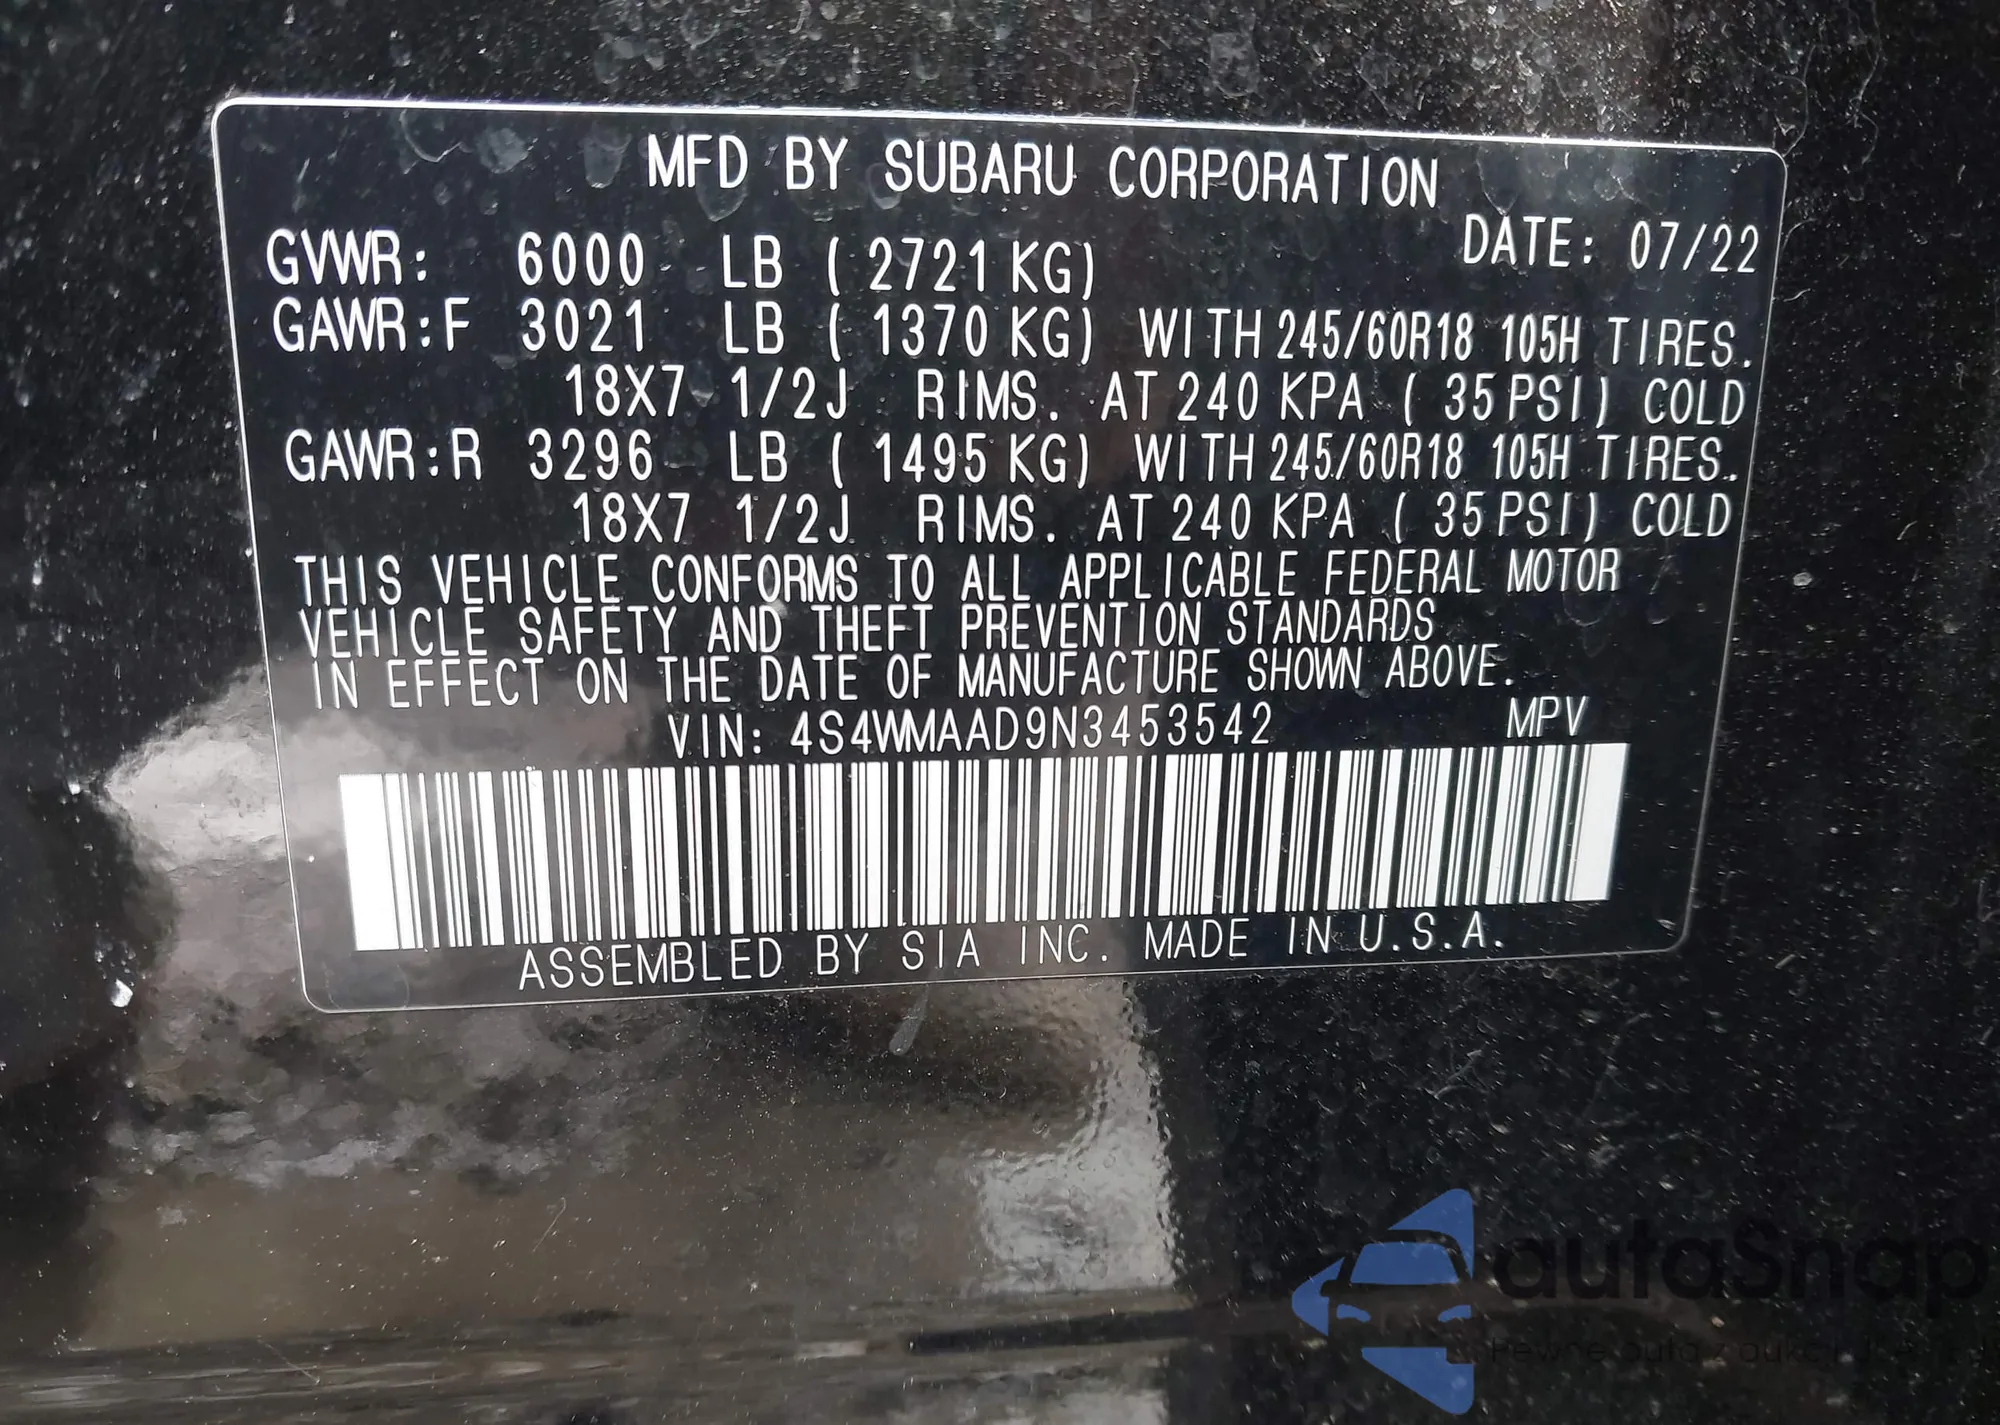 MFD BY SUBARU CORPORATION
DATE: 07/22
GVWR: 6000 LB ( 2721 KG)
GAWR:F 3021 LB ( 1370 KG) WITH 245/60R18 105H TIRES.
18X7 1/2J RIMS. AT 240 KPA ( 35 PSI) COLD
GAWR:R 3296 LB ( 1495 KG) WITH 245/60R18 105H TIRES.
18X7 1/2J RIMS. AT 240 KPA ( 35 PSI) COLD
THIS VEHICLE CONFORMS TO ALL APPLICABLE FEDERAL MOTOR
VEHICLE SAFETY AND THEFT PREVENTION STANDARDS
IN EFFECT ON THE DATE OF MANUFACTURE SHOWN ABOVE.
VIN: 4S4WMAAD9N3453542 MPV
ASSEMBLED BY SIA INC. MADE IN U.S.A.
autaSnap